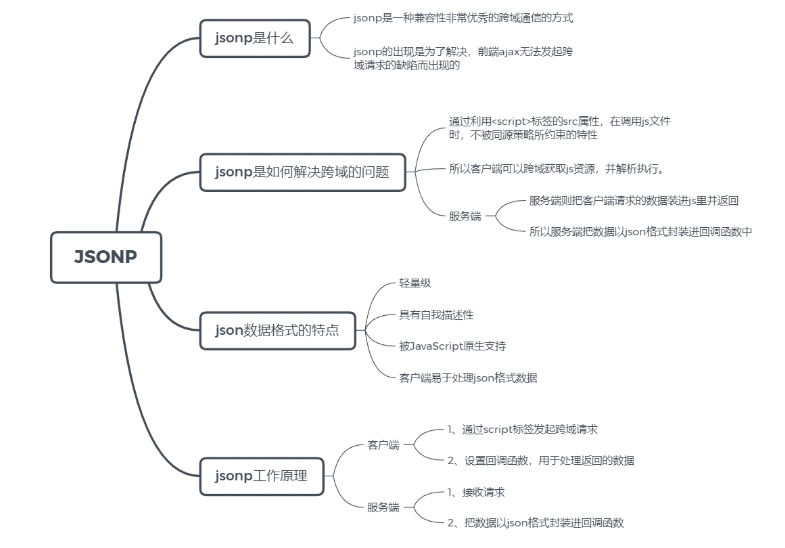 jsonp是什么
jsonp是一种兼容性非常优秀的跨域通信的方式
jsonp的出现是为了解决，前端ajax无法发起跨
域请求的缺陷而出现的
JSONP
jsonp是如何解决跨域的问题
通过利用<script>标签的src属性，在调用js文件
时，不被同源策略所约束的特性
所以客户端可以跨域获取js资源，并解析执行。
服务端
服务端则把客户端请求的数据装进js里并返回
所以服务端把数据以json格式封装进回调函数中
json数据格式的特点
轻量级
具有自我描述性
被JavaScript原生支持
客户端易于处理json格式数据
jsonp工作原理
客户端
1、通过script标签发起跨域请求
2、设置回调函数，用于处理返回的数据
服务端
1、接收请求
2、把数据以json格式封装进回调函数